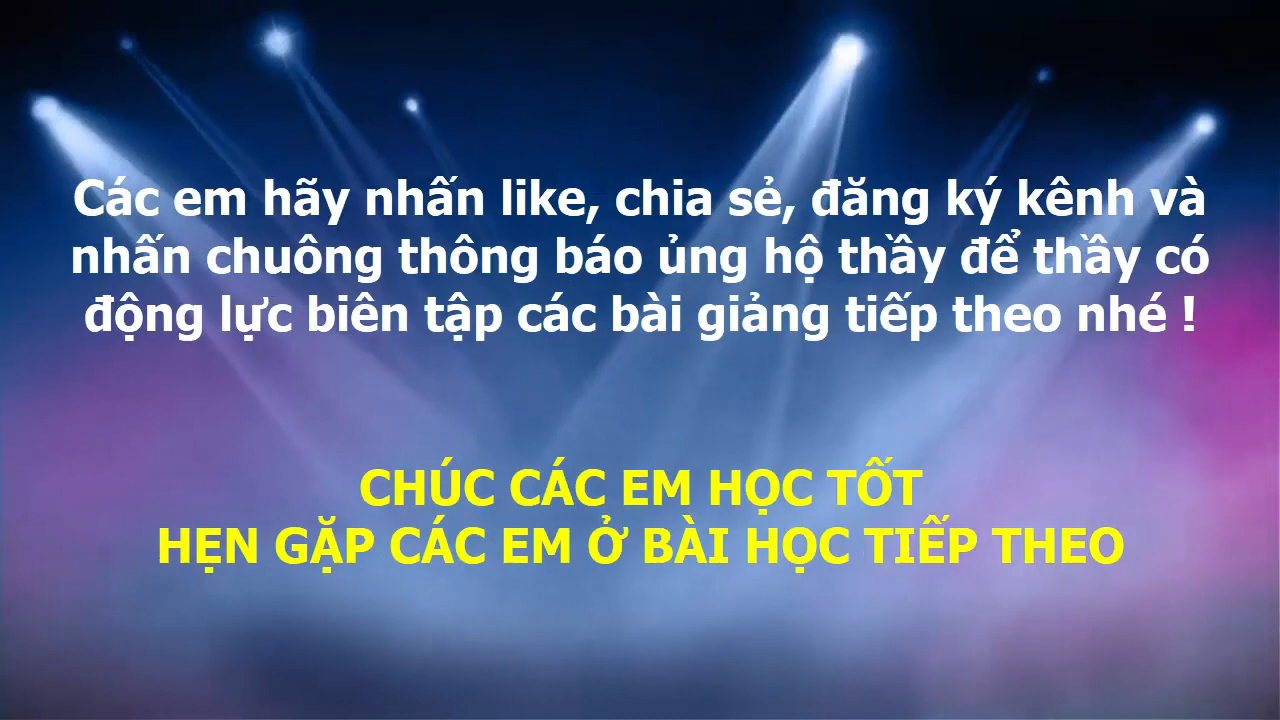 Các em hãy nhấn like, chia sẻ, đăng ký kênh và
nhấn chuông thông báo ủng hộ thầy để thầy có
động lực biên tập các bài giảng tiếp theo nhé !
CHÚC CÁC EM HỌC TỐT
HẸN GẶP CÁC EM Ở BÀI HỌC TIẾP THEO